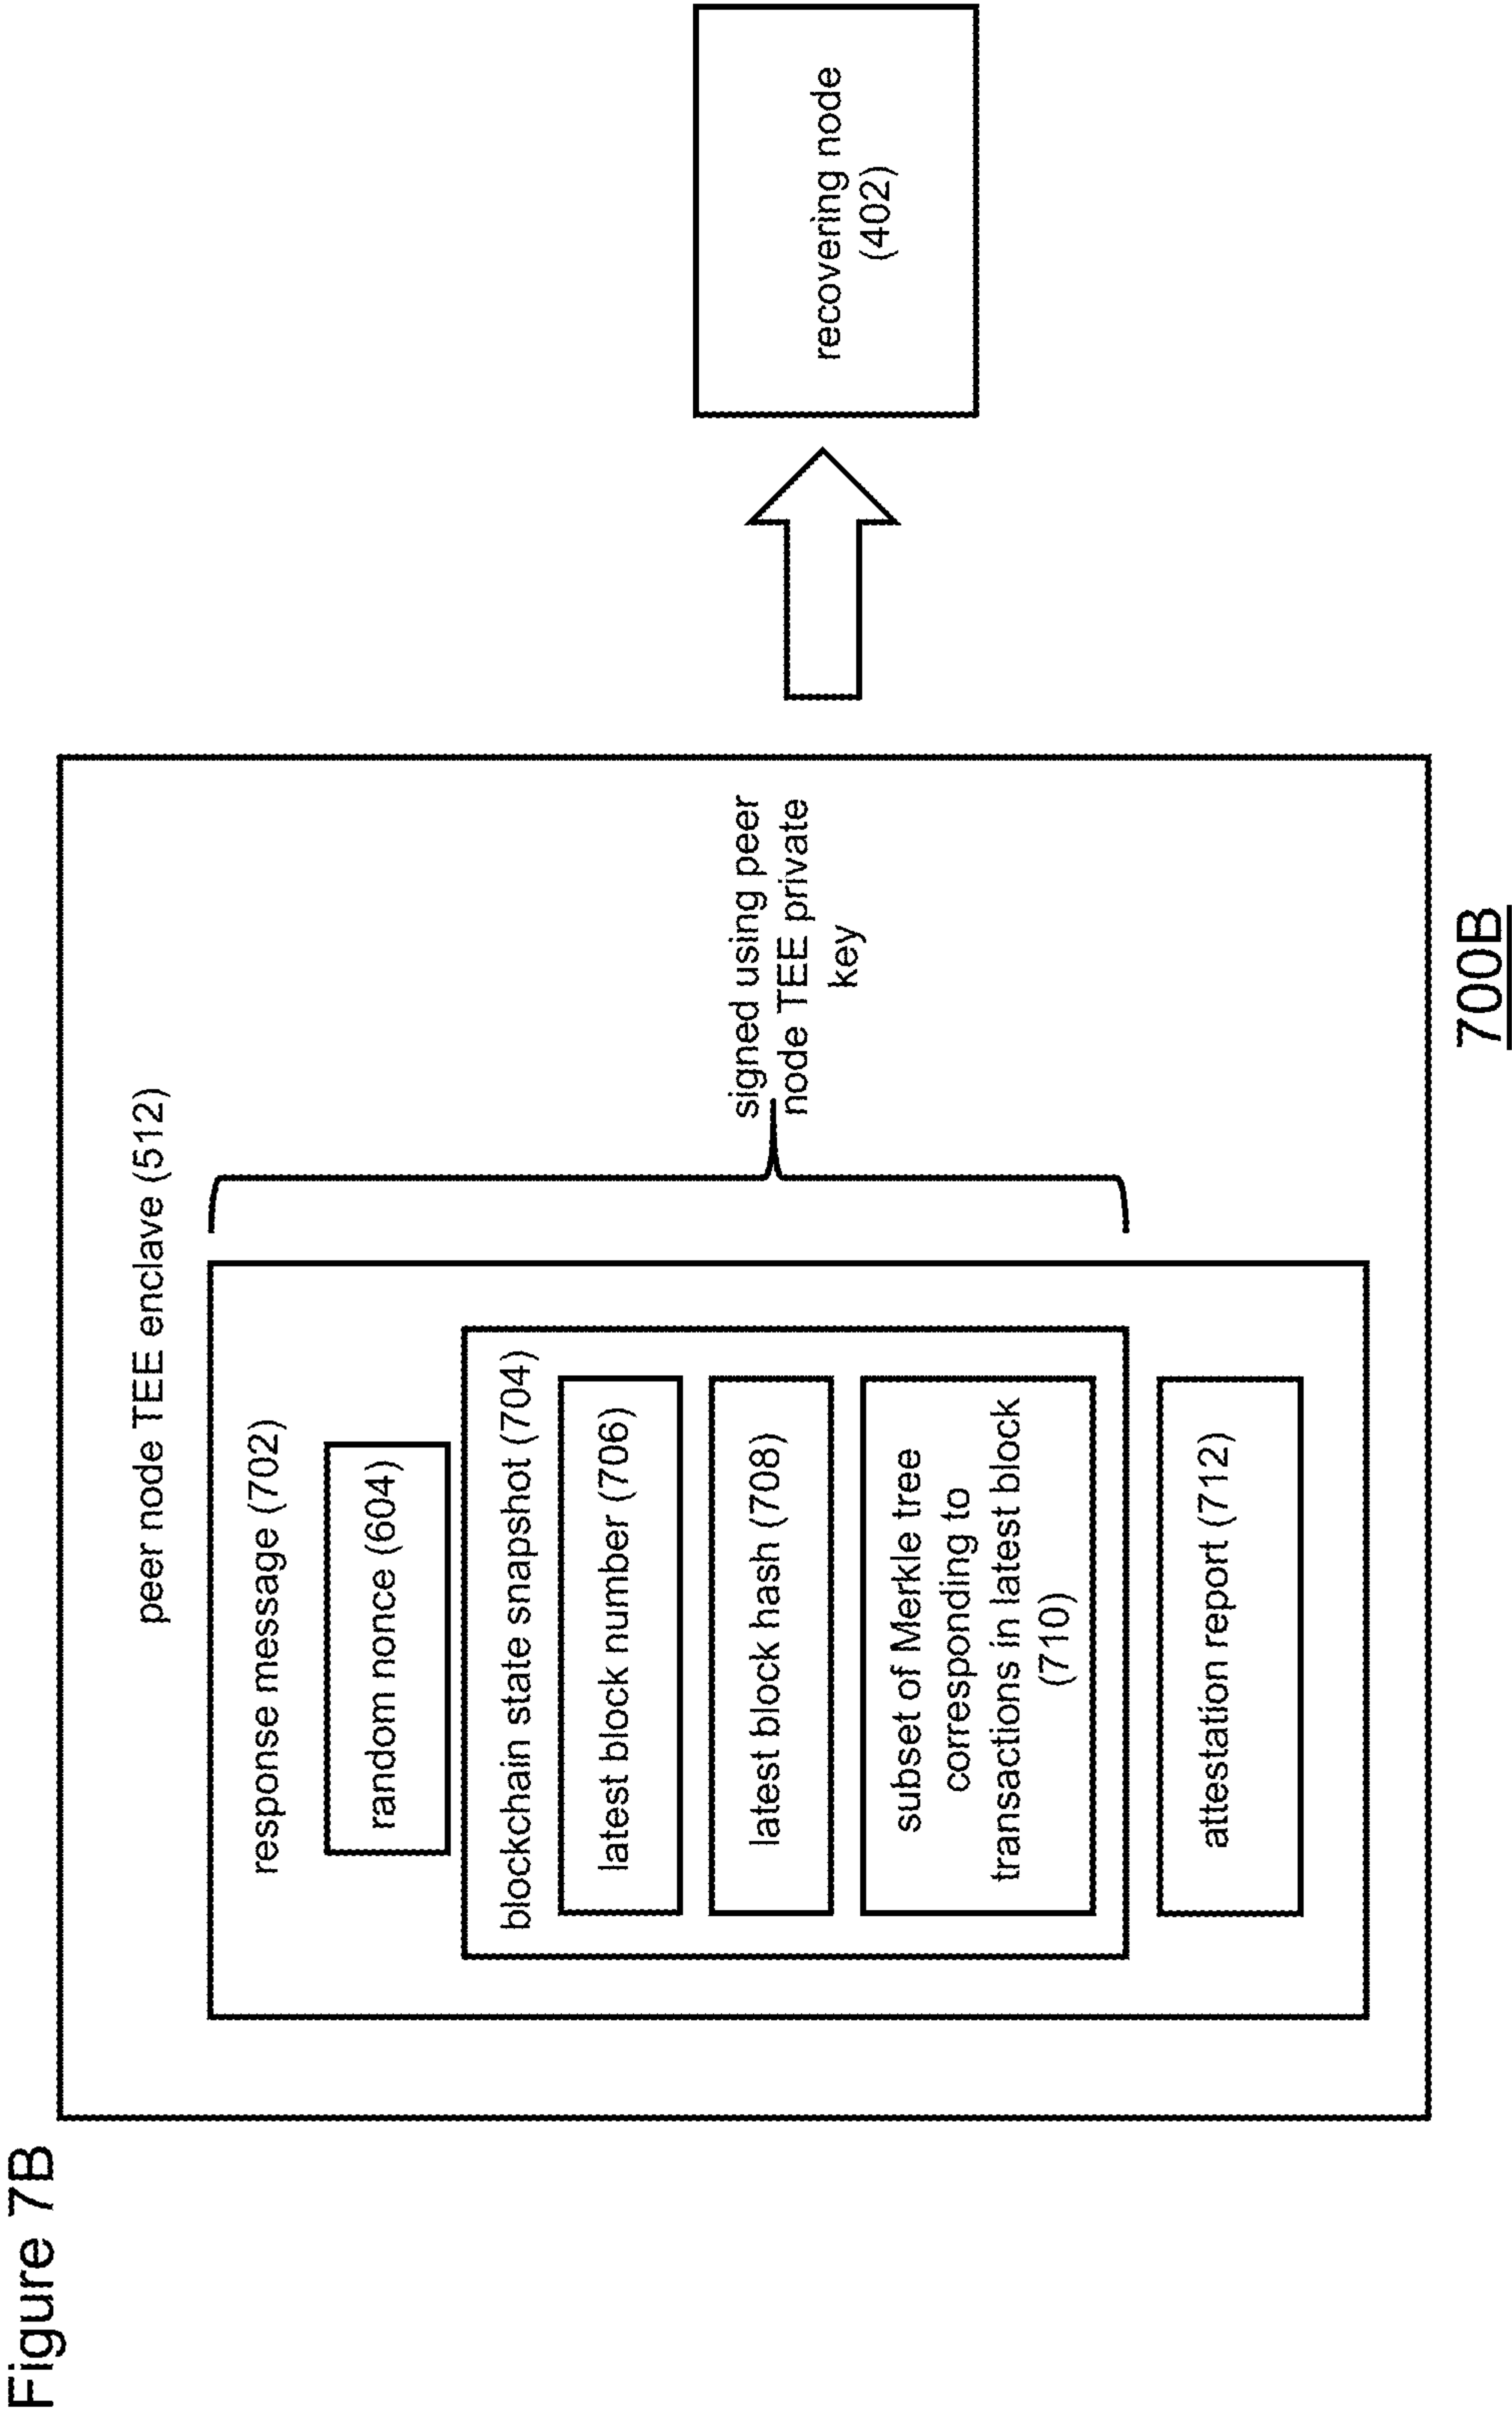 Figure 7B
peer node TEE enclave (512)
response message (702)
random nonce (604)
blockchain state snapshot (704)
latest block number (706)
latest block hash (708)
subset of Merkle tree
corresponding to
transactions in latest block
(710)
attestation report (712)
signed using peer
node TEE private
key
recovering node
(402)
700B